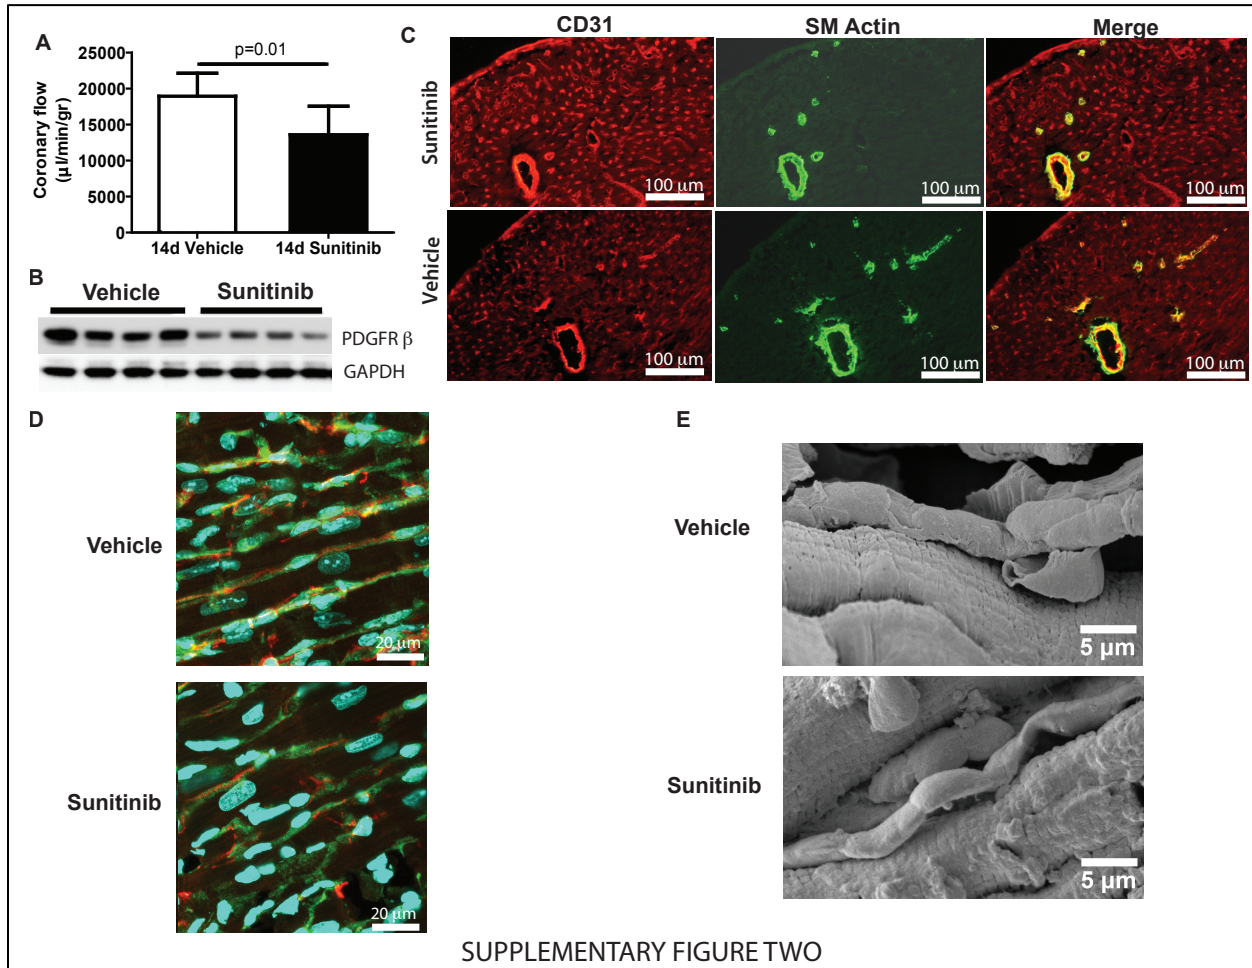 A
25000
20000
15000
10000
5000
0
Coronary flow
(µl/min/gr)
p=0.01
14d Vehicle
14d Sunitinib
B
Vehicle
Sunitinib
PDGFR β
GAPDH
C
CD31
SM Actin
Merge
Sunitinib
100 µm
100 µm
100 µm
Vehicle
100 µm
100 µm
100 µm
D
Vehicle
20 µm
Sunitinib
20 µm
E
Vehicle
5 µm
Sunitinib
5 µm
SUPPLEMENTARY FIGURE TWO